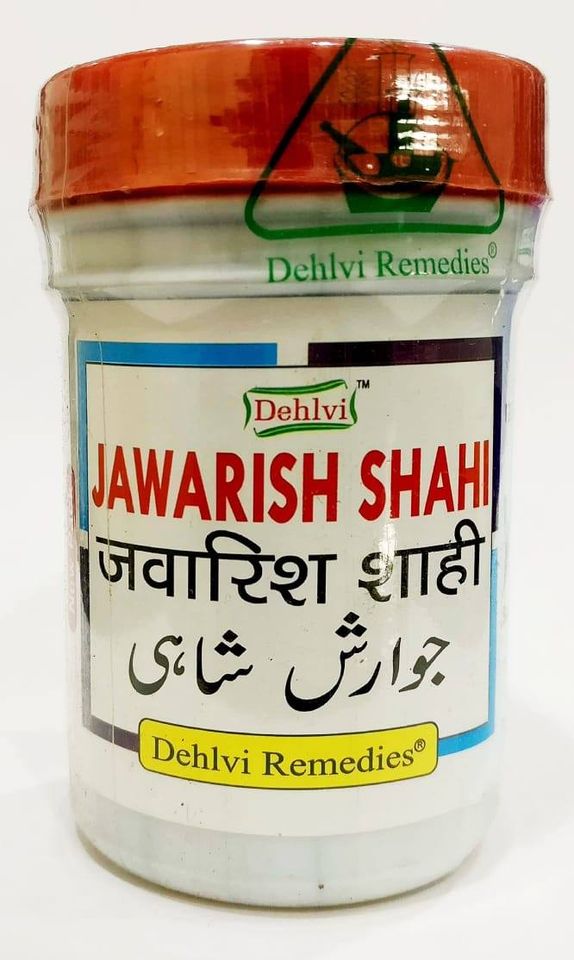 Dehlvi Remedies®
Dehlvi™
JAWARISH SHAHI
जवारिश शाही
جوارش شاہی
Dehlvi Remedies®